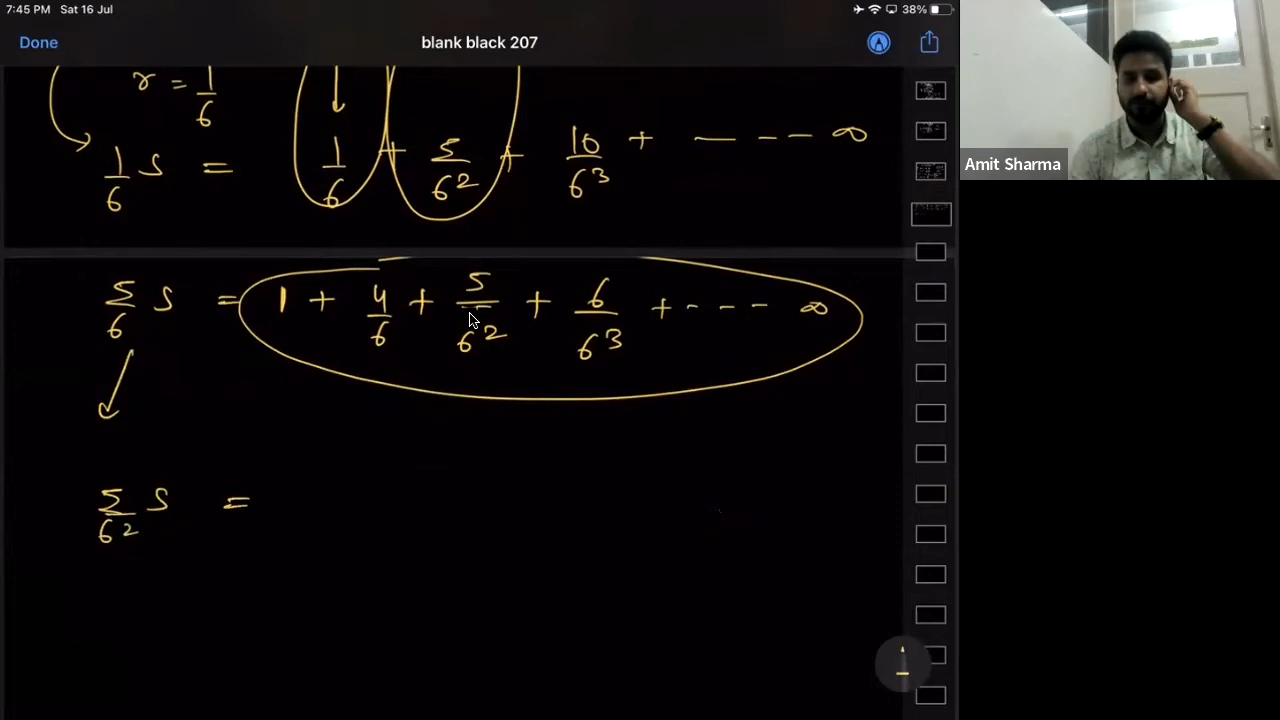 7:45 PM Sat 16 Jul 38%
Done blank black 207
r = 1/6
1/6 S = 1/6 + 5/6² + 10/6³ + — -- ∞
5/6 S = 1 + 4/6 + 5/6² + 6/6³ + --- ∞
5/6² S =
Amit Sharma